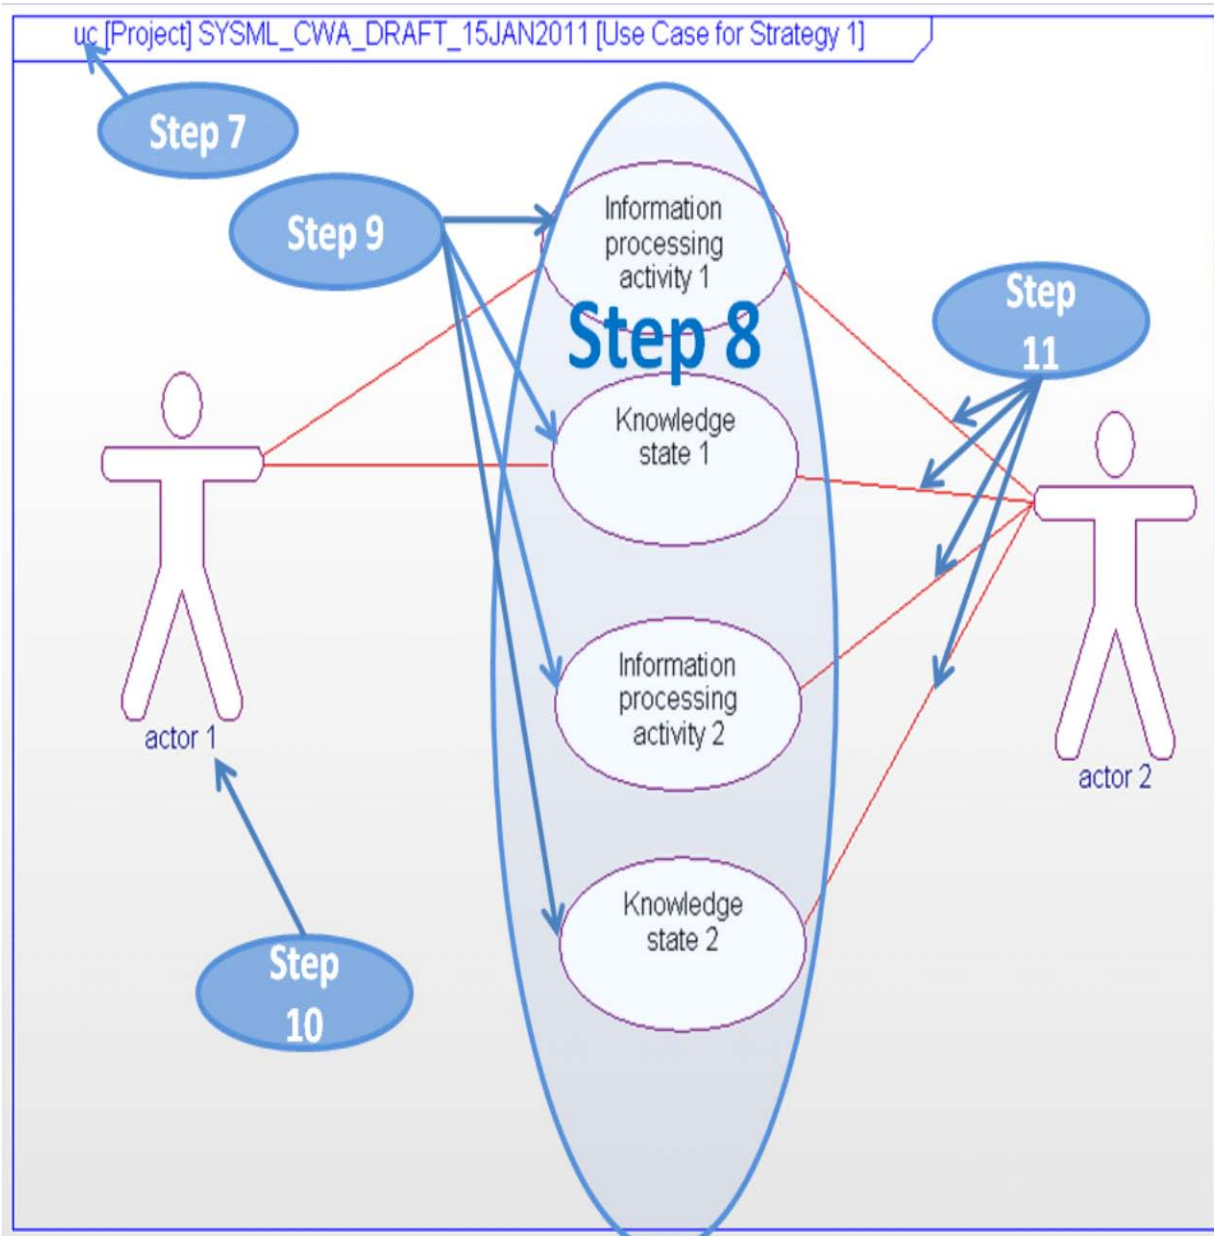 uc [Project] SYSML_CWA_DRAFT_15JAN2011 [Use Case for Strategy 1]
Step 7
Step 9
Information
processing
activity 1
Step 8
Step
11
Knowledge
state 1
Information
processing
activity 2
actor 1
actor 2
Knowledge
state 2
Step
10